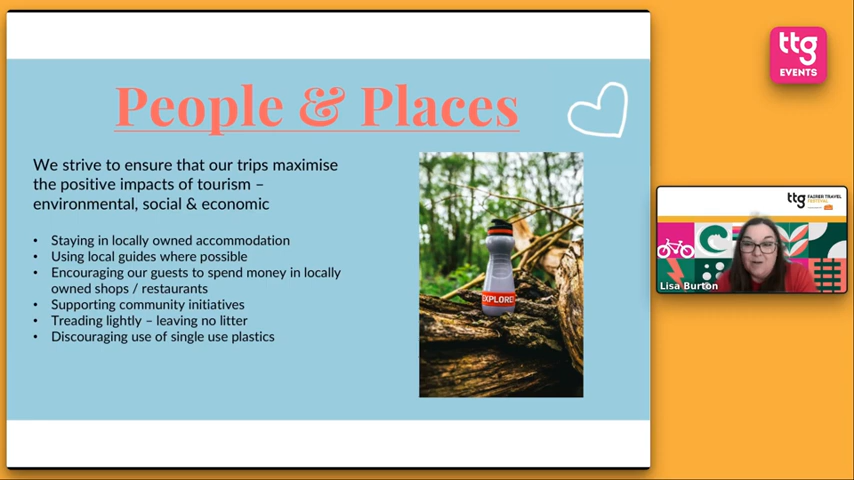 People & Places
We strive to ensure that our trips maximise
the positive impacts of tourism –
environmental, social & economic
• Staying in locally owned accommodation
• Using local guides where possible
• Encouraging our guests to spend money in locally
owned shops / restaurants
• Supporting community initiatives
• Treading lightly – leaving no litter
• Discouraging use of single use plastics
EXPLORE
ttg
EVENTS
ttg
FAIRER TRAVEL
FESTIVAL
Lisa Burton